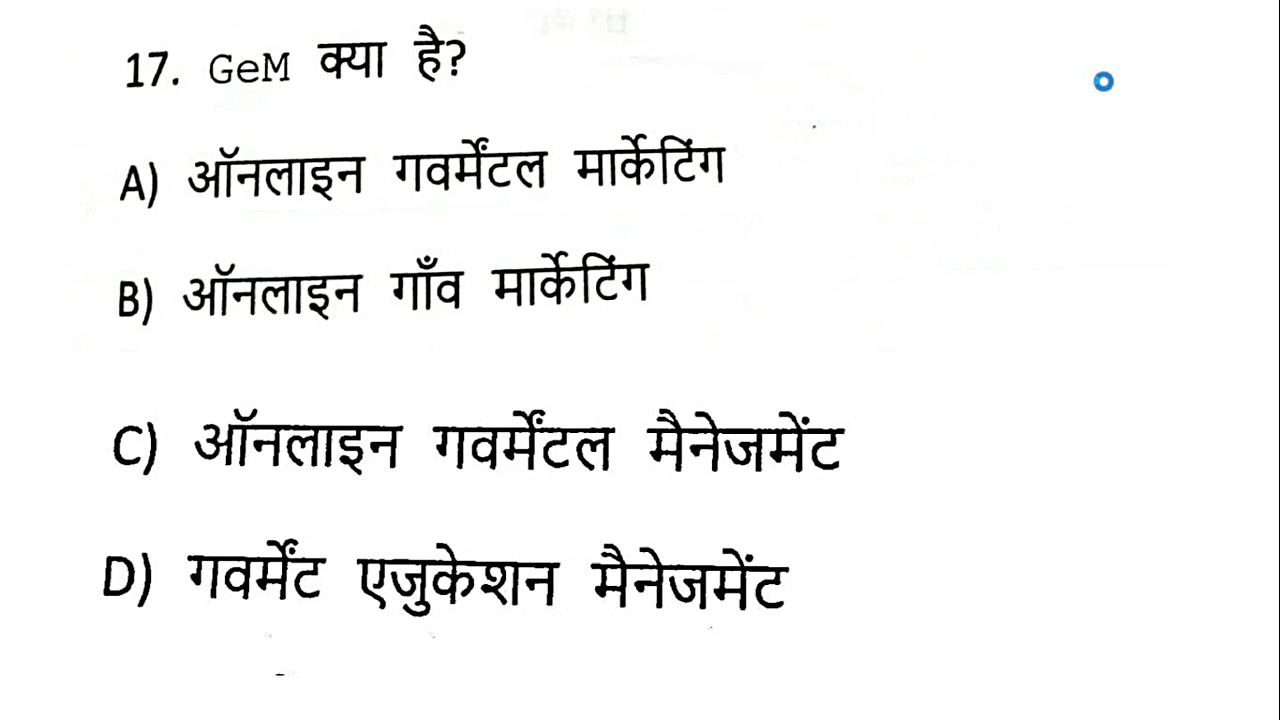 17. GeM क्या है?
A) ऑनलाइन गवर्मेंटल मार्केटिंग
B) ऑनलाइन गाँव मार्केटिंग
C) ऑनलाइन गवर्मेंटल मैनेजमेंट
D) गवर्मेंट एजुकेशन मैनेजमेंट